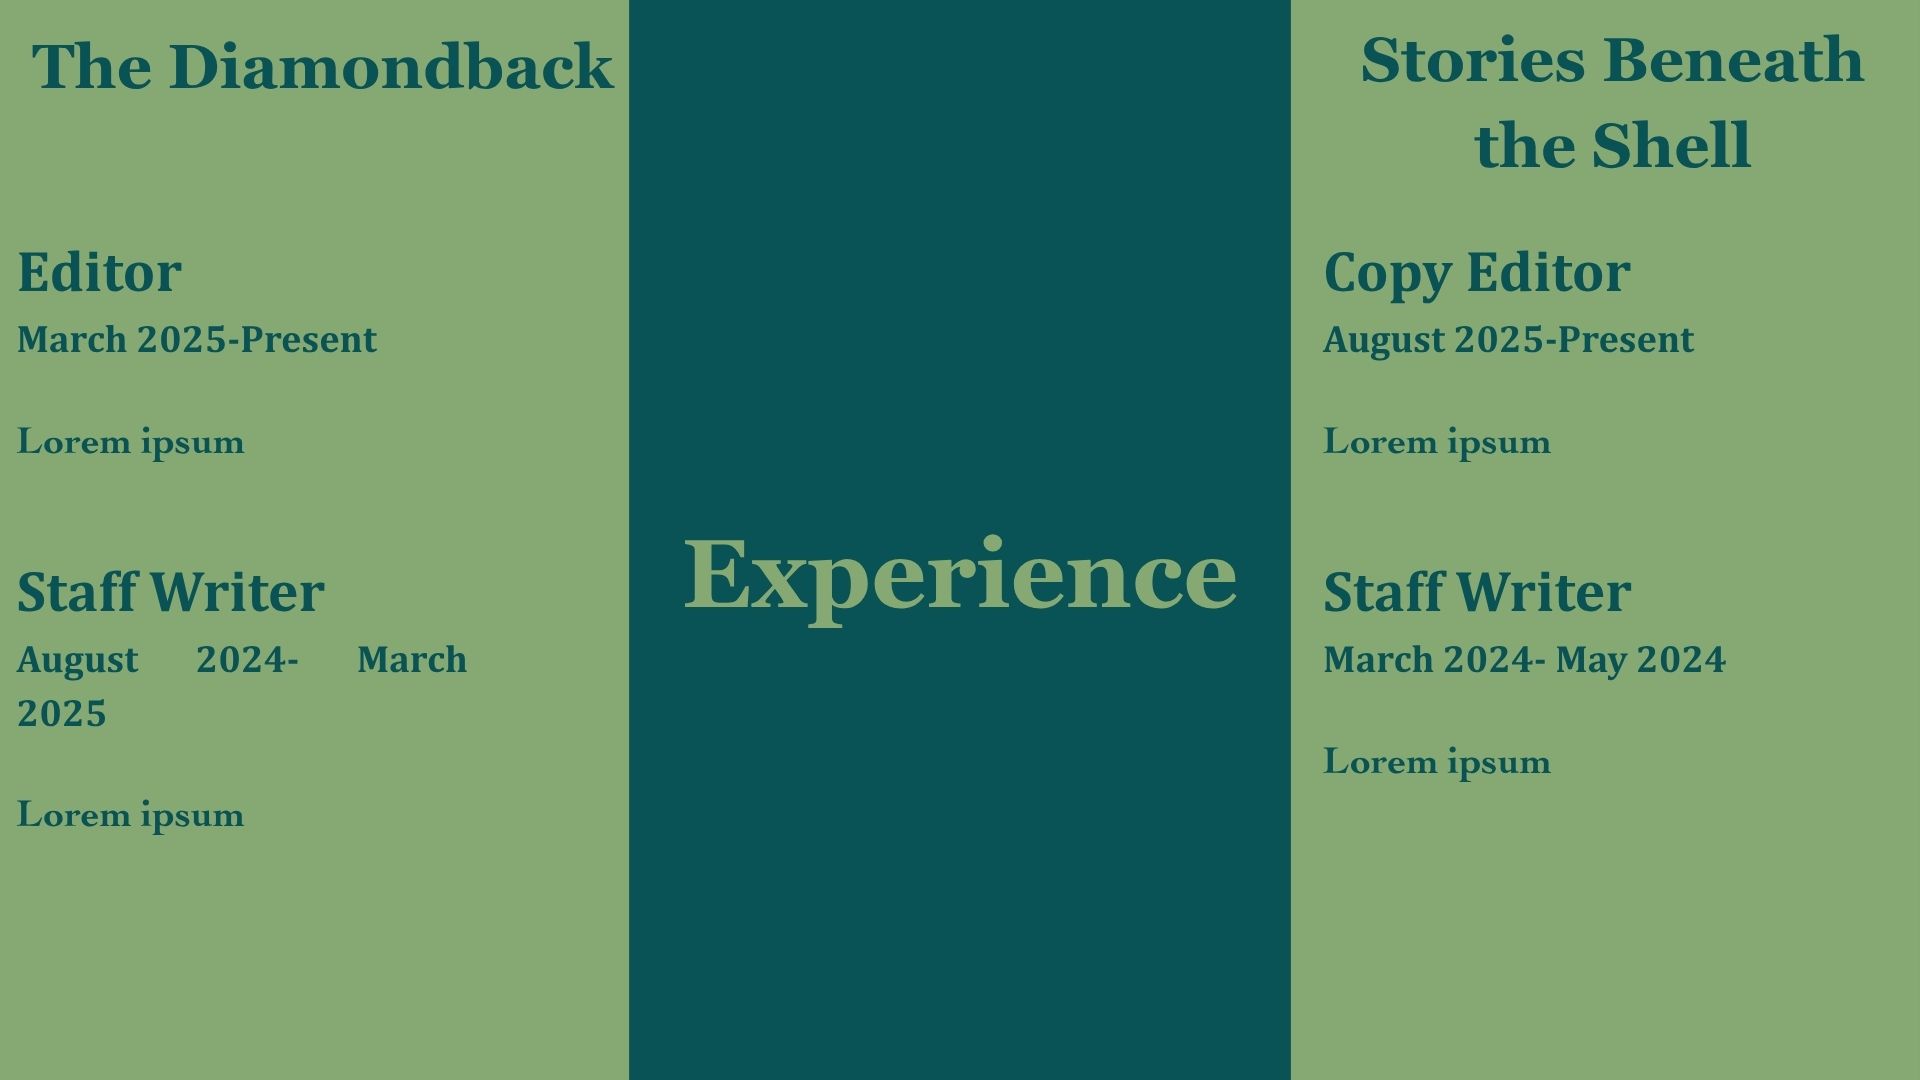 The Diamondback
Editor
March 2025-Present
Lorem ipsum
Staff Writer
August 2024- March
2025
Lorem ipsum
Experience
Stories Beneath
the Shell
Copy Editor
August 2025-Present
Lorem ipsum
Staff Writer
March 2024- May 2024
Lorem ipsum